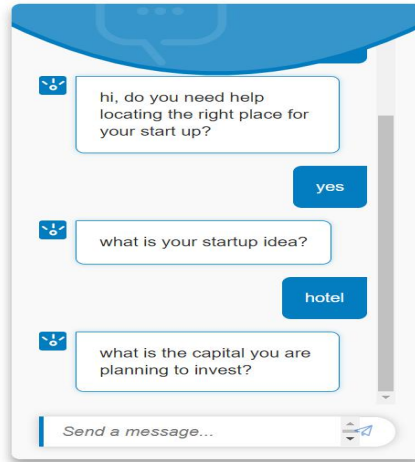 hi, do you need help
locating the right place for
your start up?
yes
what is your startup idea?
hotel
what is the capital you are
planning to invest?
Send a message...